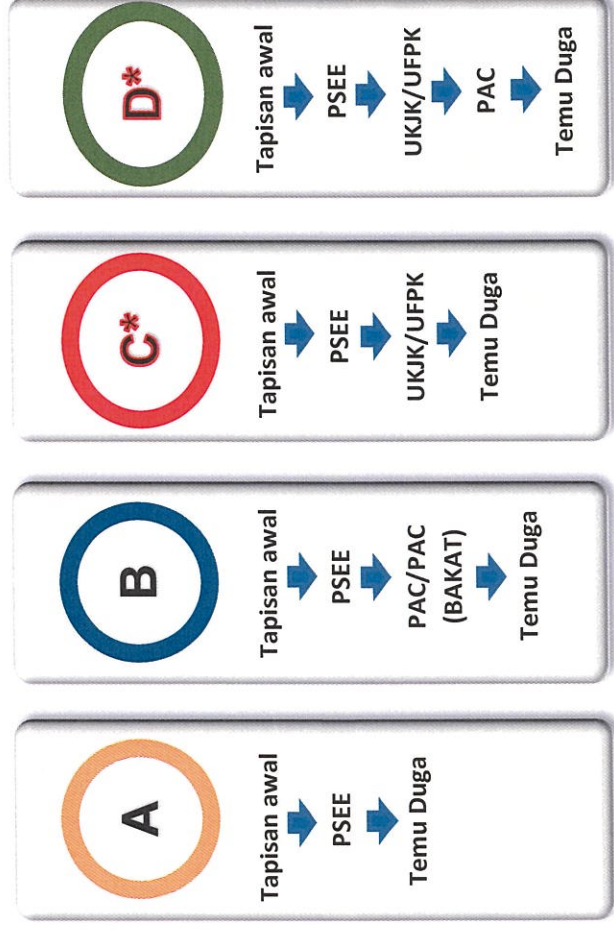 A
Tapisan awal
PSEE
Temu Duga
B
Tapisan awal
PSEE
PAC/PAC
(BAKAT)
Temu Duga
C*
Tapisan awal
PSEE
UKJK/UFPK
Temu Duga
D*
Tapisan awal
PSEE
UKJK/UFPK
PAC
Temu Duga